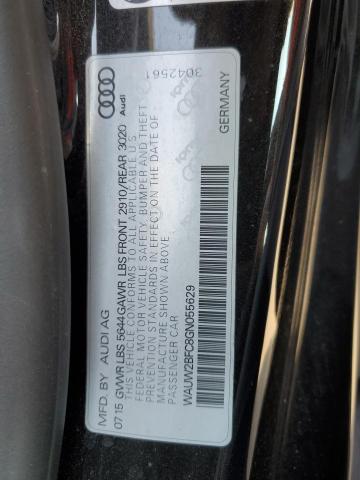 MFD. BY AUDI AG
Audi
07 15 GVWR LBS 5644 GAWR LBS FRONT 2910/REAR 3020
THIS VEHICLE CONFORMS TO ALL APPLICABLE U.S.
FEDERAL MOTOR VEHICLE SAFETY, BUMPER AND THEFT
PREVENTION STANDARDS IN EFFECT ON THE DATE OF
MANUFACTURE SHOWN ABOVE.
PASSENGER CAR
3042561
WAUW2BFC8GN055629
GERMANY